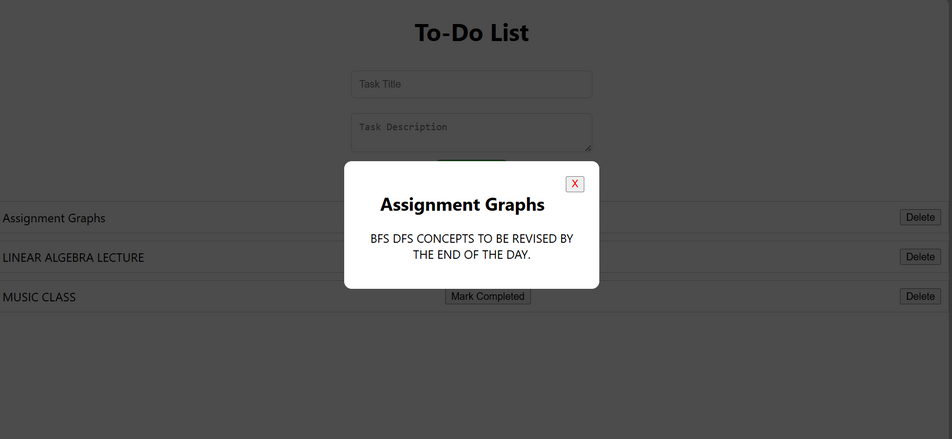 To-Do List
Task Title
Task Description
X
Assignment Graphs
BFS DFS CONCEPTS TO BE REVISED BY
THE END OF THE DAY.
Assignment Graphs Delete
LINEAR ALGEBRA LECTURE Delete
MUSIC CLASS Mark Completed Delete